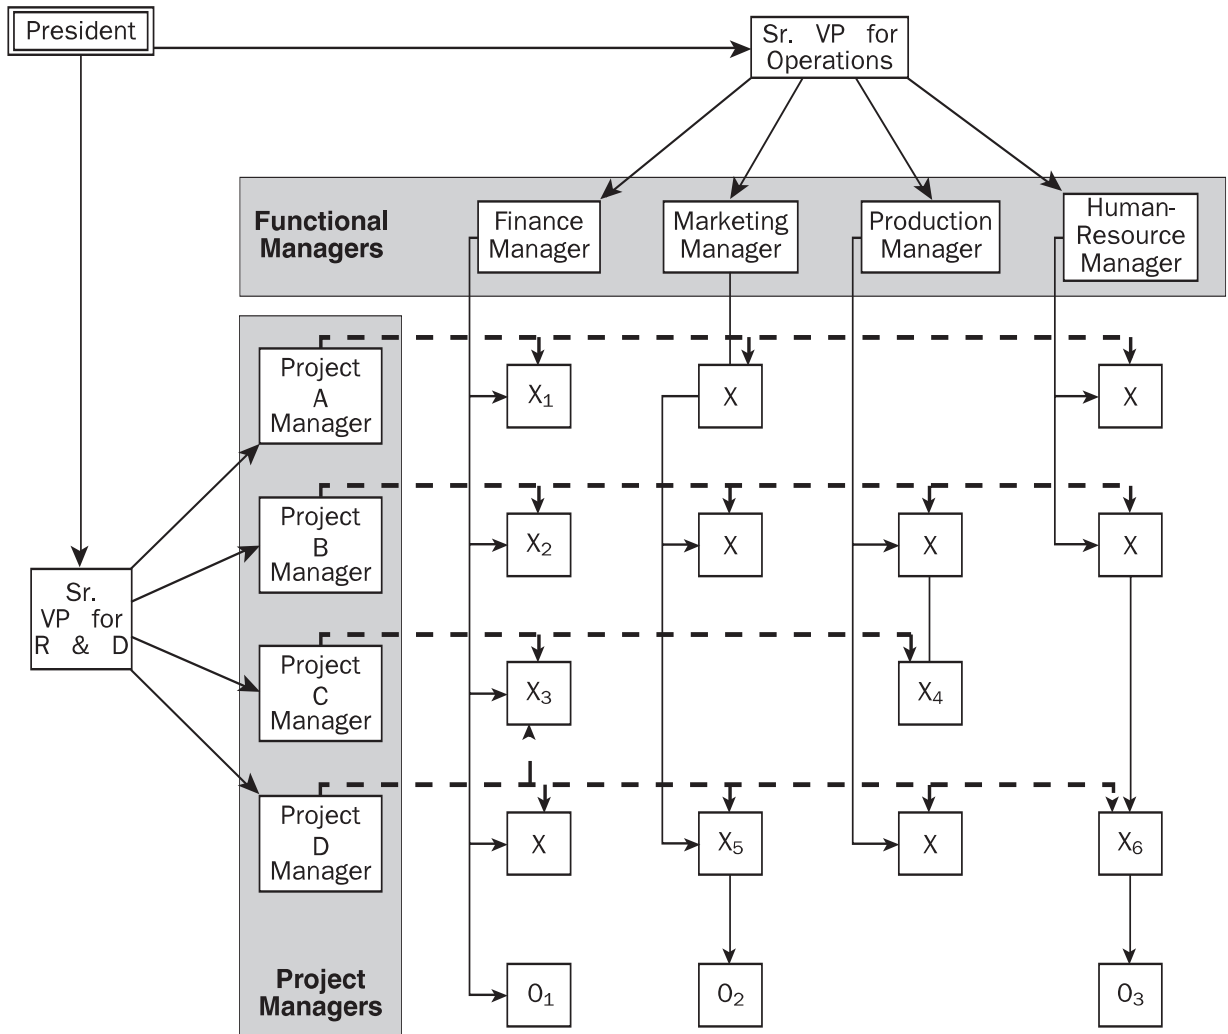 President
Sr. VP for
Operations
Functional
Managers
Finance
Manager
Marketing
Manager
Production
Manager
Human-
Resource
Manager
Project
A
Manager
X₁
X
X
Project
B
Manager
X₂
X
X
X
Sr.
VP for
R & D
Project
C
Manager
X₃
X₄
Project
D
Manager
X
X₅
X
X₆
Project
Managers
O₁
O₂
O₃